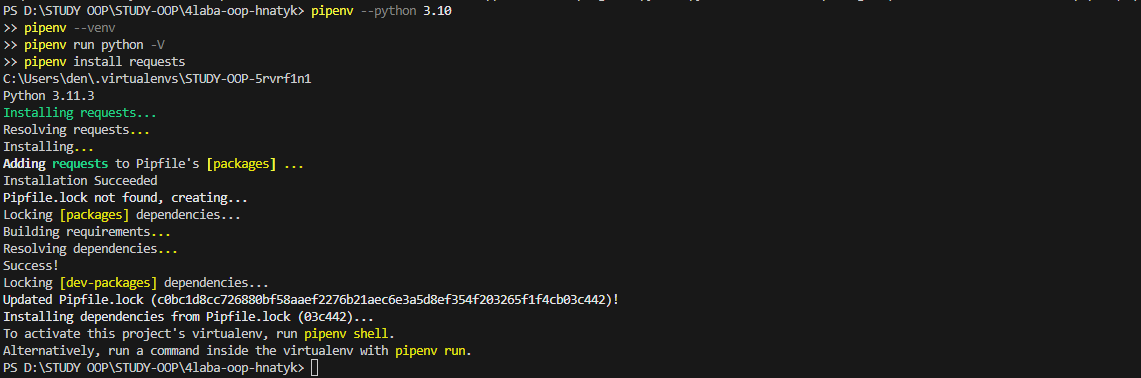 PS D:\STUDY OOP\STUDY-OOP\4laba-oop-hnatyk> pipenv --python 3.10
>> pipenv --venv
>> pipenv run python -V
>> pipenv install requests
C:\Users\den\.virtualenvs\STUDY-OOP-5rvrf1n1
Python 3.11.3
Installing requests...
Resolving requests...
Installing...
Adding requests to Pipfile's [packages] ...
Installation Succeeded
Pipfile.lock not found, creating...
Locking [packages] dependencies...
Building requirements...
Resolving dependencies...
Success!
Locking [dev-packages] dependencies...
Updated Pipfile.lock (c0bc1d8cc726880bf58aaef2276b21aec6e3a5d8ef354f203265f1f4cb03c442)!
Installing dependencies from Pipfile.lock (03c442)...
To activate this project's virtualenv, run pipenv shell.
Alternatively, run a command inside the virtualenv with pipenv run.
PS D:\STUDY OOP\STUDY-OOP\4laba-oop-hnatyk>